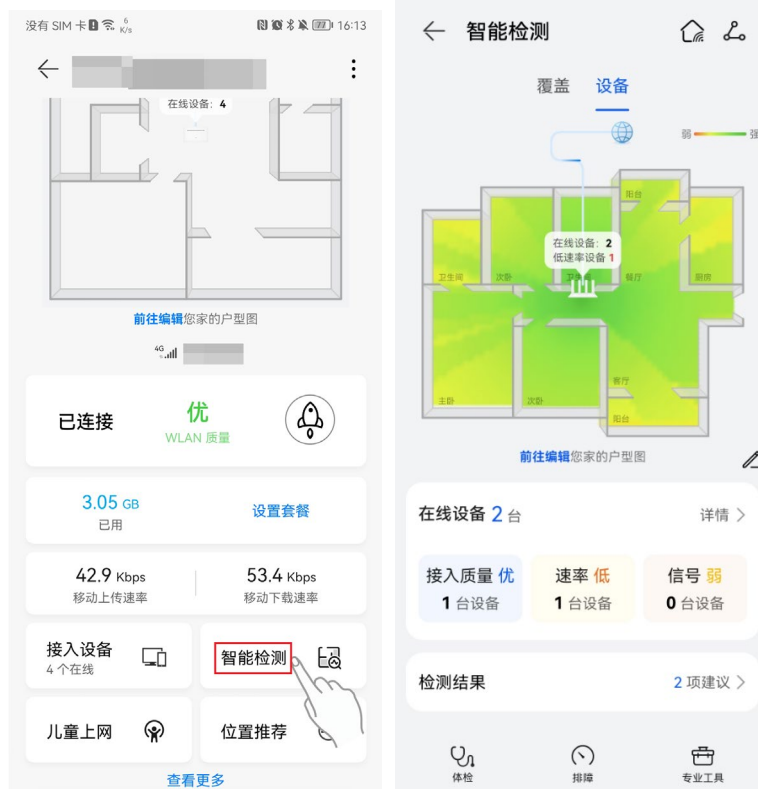 没有 SIM 卡
6
K/s
16:13
在线设备：4
前往编辑您家的户型图
4G
已连接
优
WLAN 质量
3.05 GB
已用
设置套餐
42.9 Kbps
移动上传速率
53.4 Kbps
移动下载速率
接入设备
4 个在线
智能检测
儿童上网
位置推荐
查看更多
智能检测
覆盖
设备
弱
强
阳台
在线设备：2
低速率设备 1
卫生间
次卧
餐厅
厨房
客厅
主卧
次卧
阳台
前往编辑您家的户型图
在线设备 2 台
详情
接入质量 优
1 台设备
速率 低
1 台设备
信号 弱
0 台设备
检测结果
2 项建议
体检
排障
专业工具